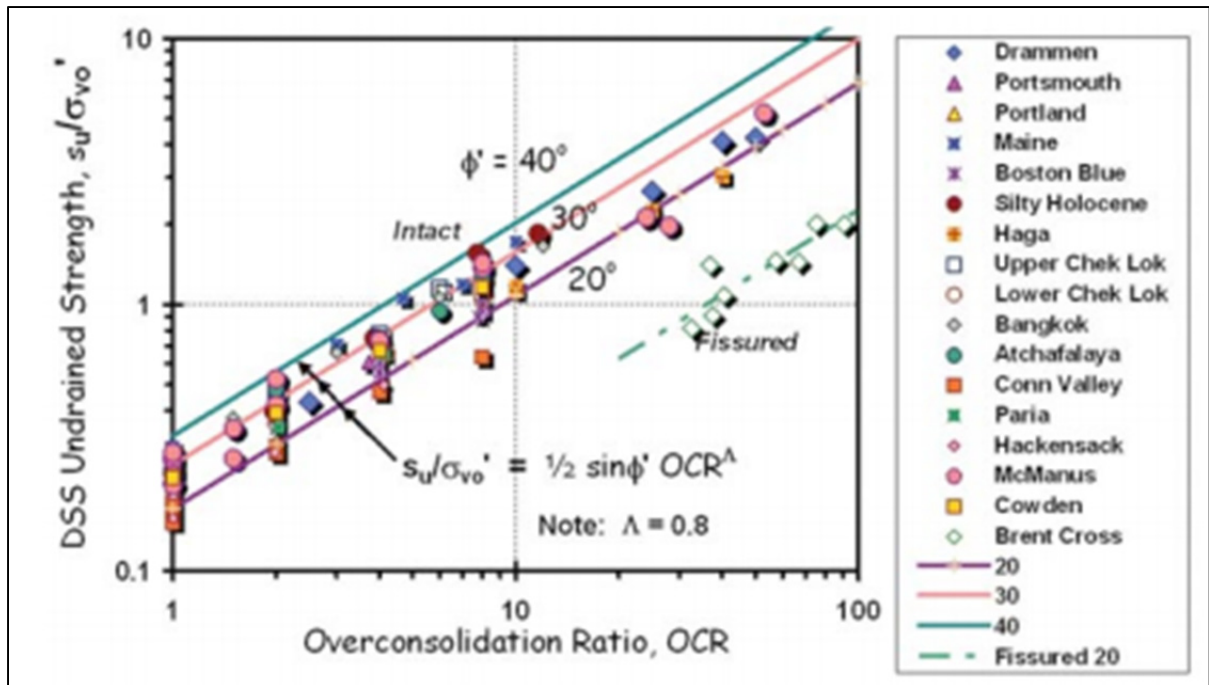 DSS Undrained Strength, su/σvo'
10
1
0.1
ϕ' = 40°
Intact
30°
20°
Fissured
su/σvo' = ½ sinϕ' OCR^Λ
Note: Λ = 0.8
1
10
100
Overconsolidation Ratio, OCR
Drammen
Portsmouth
Portland
Maine
Boston Blue
Silty Holocene
Haga
Upper Chek Lok
Lower Chek Lok
Bangkok
Atchafalaya
Conn Valley
Paria
Hackensack
McManus
Cowden
Brent Cross
20
30
40
Fissured 20